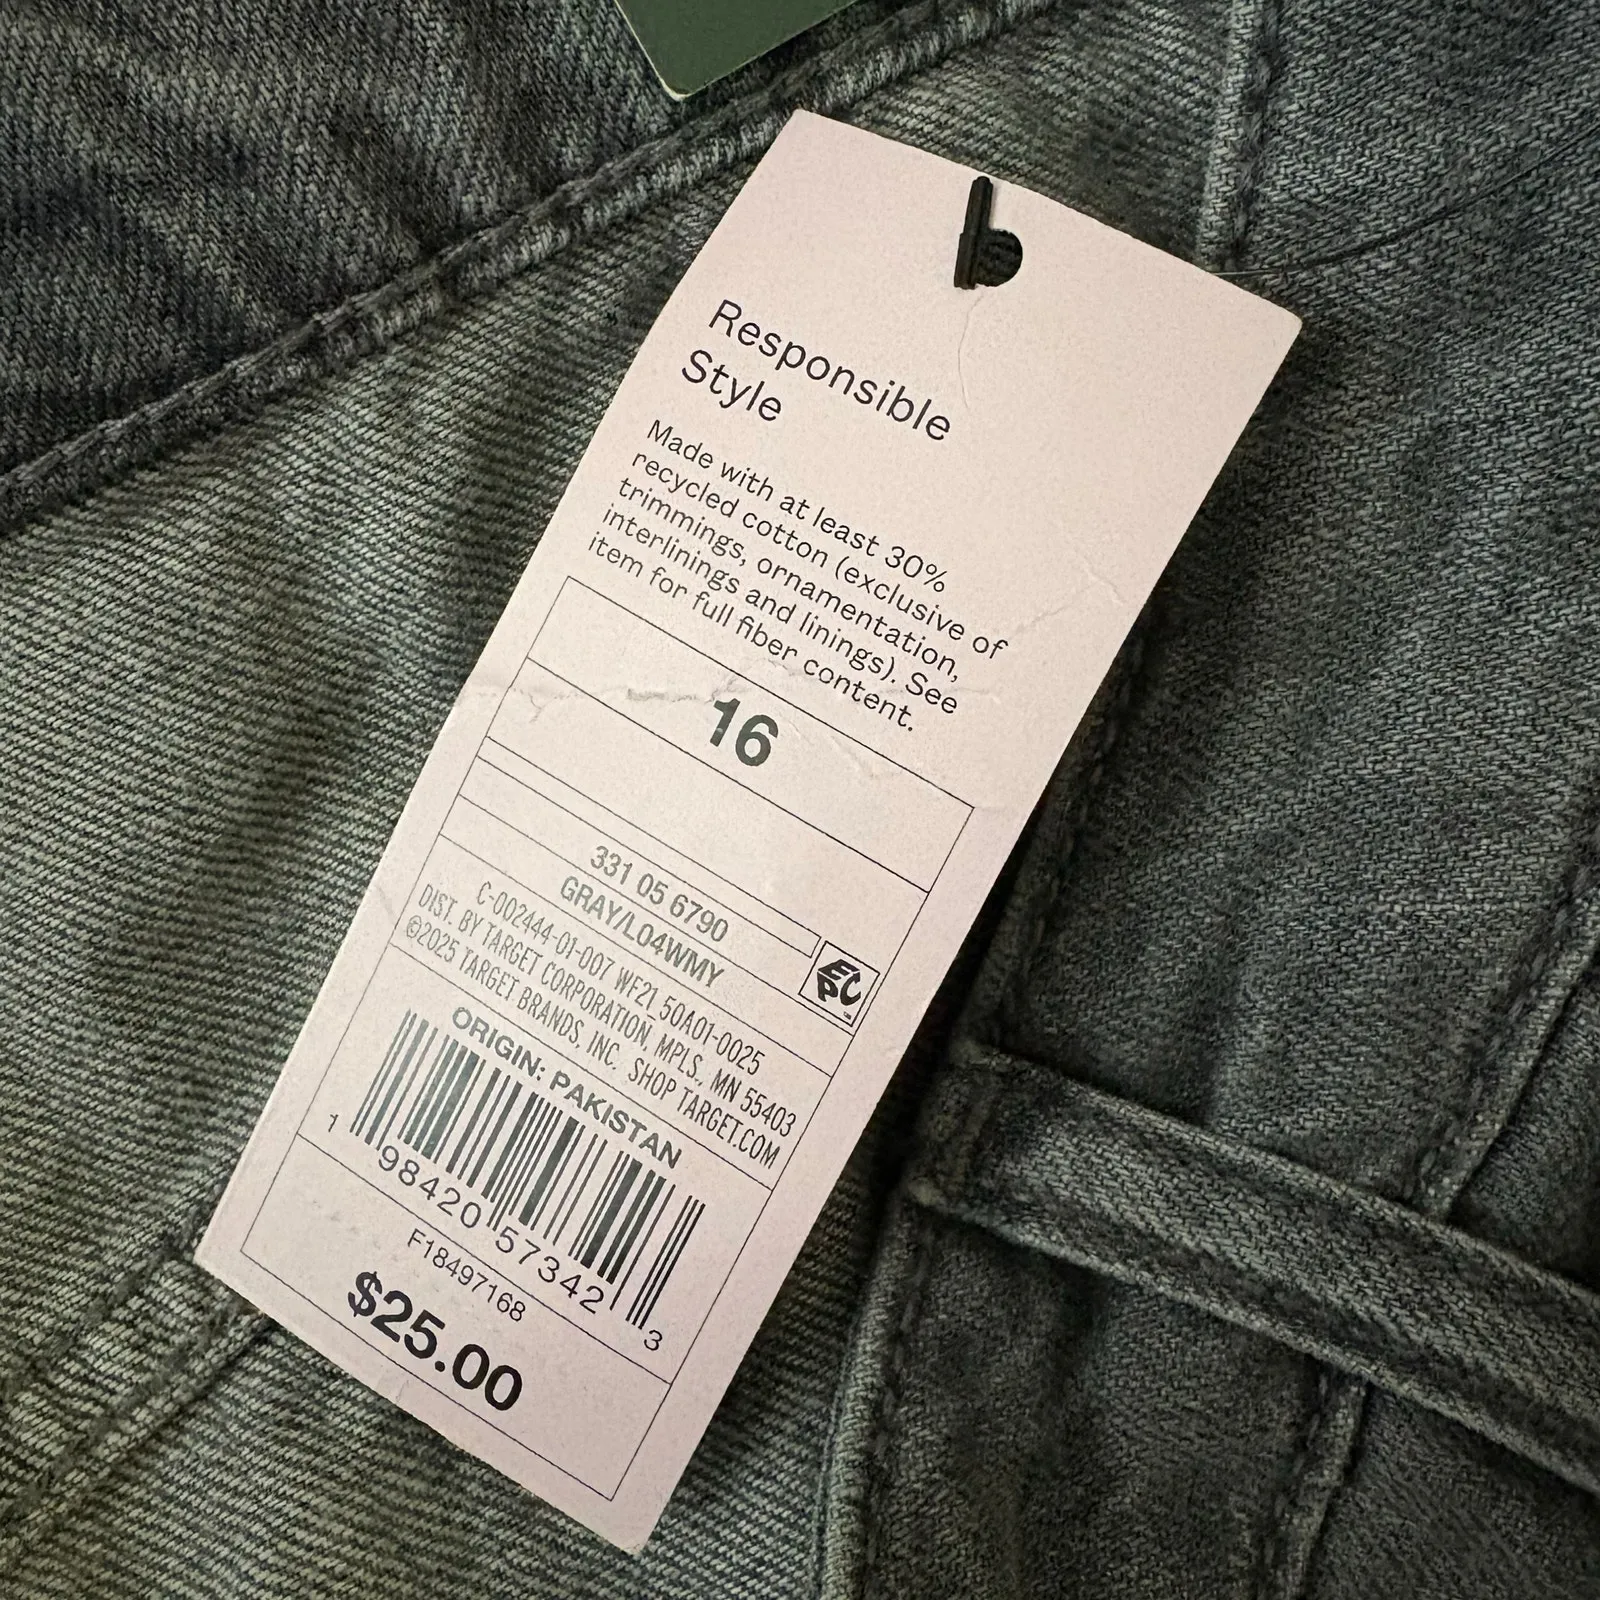 Responsible
Style
Made with at least 30%
recycled cotton (exclusive of
trimmings, ornamentation,
interlinings and linings). See
item for full fiber content.
16
331 05 6790
GRAY/L04WMY
EPC
C-002444-01-007 WF21_50A01-0025
DIST. BY TARGET CORPORATION, MPLS., MN 55403
©2025 TARGET BRANDS, INC. SHOP TARGET.COM
ORIGIN: PAKISTAN
1 98420 57342 3
F18497168
$25.00